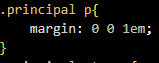 .principal p{
    margin: 0 0 1em;
}